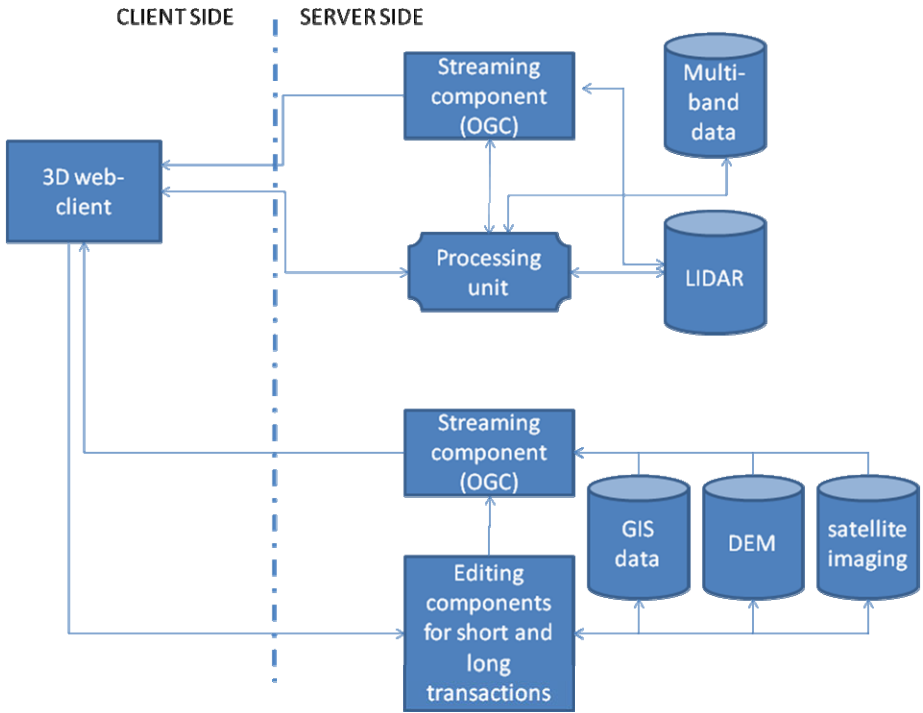 CLIENT SIDE
SERVER SIDE
Streaming
component
(OGC)
Multi-
band
data
3D web-
client
Processing
unit
LIDAR
Streaming
component
(OGC)
GIS
data
DEM
satellite
imaging
Editing
components
for short and
long
transactions